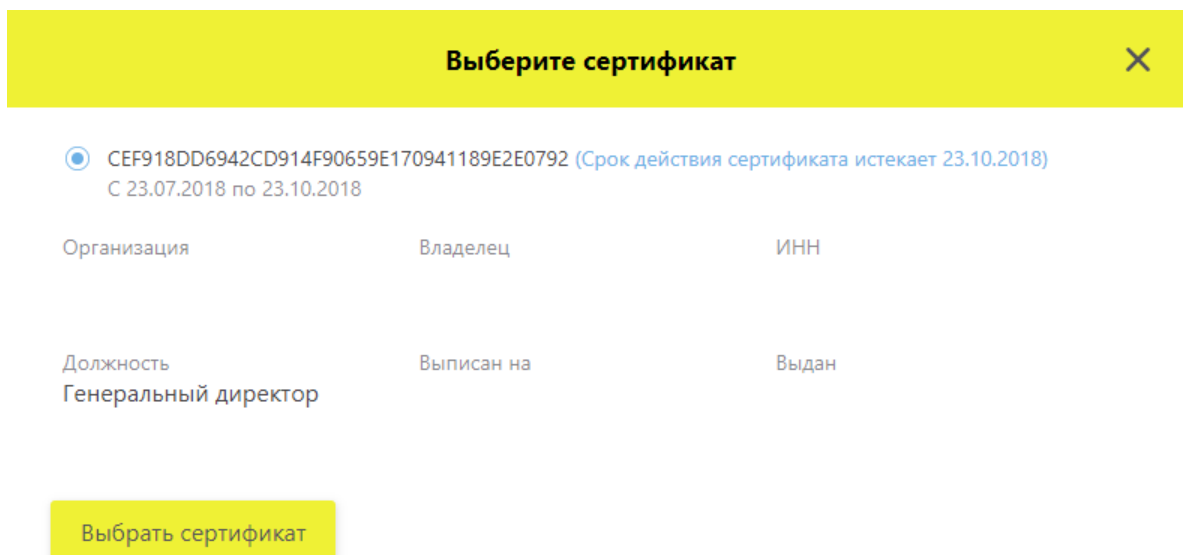 Выберите сертификат
CEF918DD6942CD914F90659E170941189E2E0792 (Срок действия сертификата истекает 23.10.2018)
С 23.07.2018 по 23.10.2018
Организация Владелец ИНН
Должность Выписан на Выдан
Генеральный директор
Выбрать сертификат